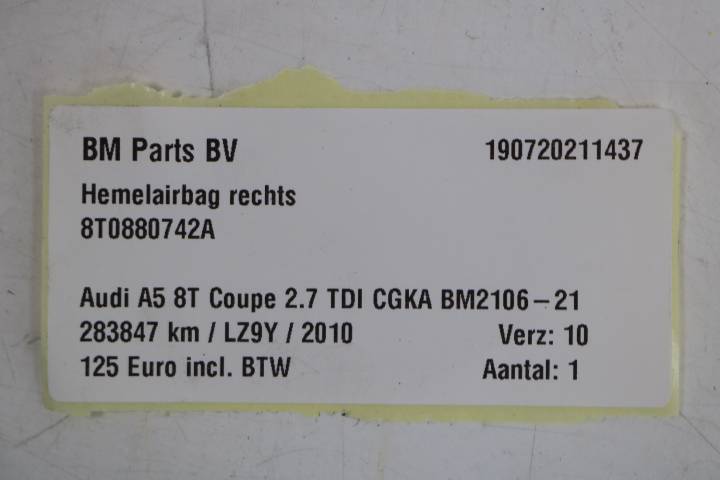 BM Parts BV 190720211437
Hemelairbag rechts
8T0880742A
Audi A5 8T Coupe 2.7 TDI CGKA BM2106-21
283847 km / LZ9Y / 2010 Verz: 10
125 Euro incl. BTW Aantal: 1